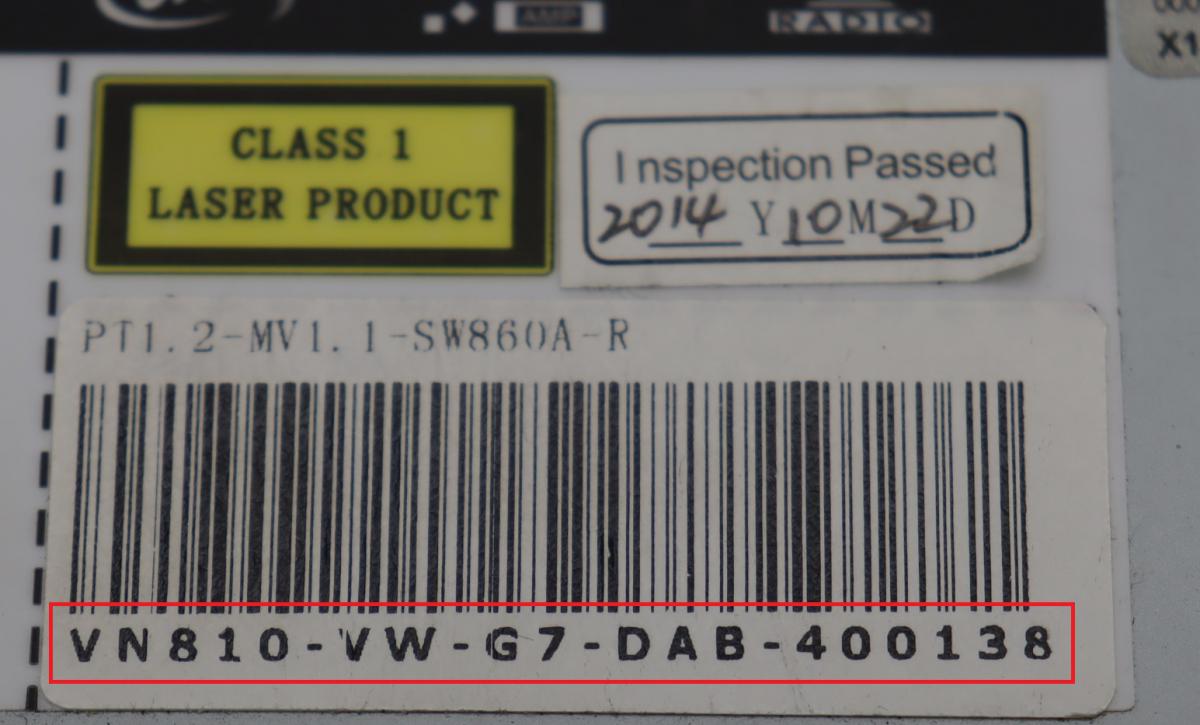 AMP
RADIO
X1
CLASS 1
LASER PRODUCT
Inspection Passed
2014 Y 10 M 22 D
PT1.2-MV1.1-SW860A-R
VN810-VW-G7-DAB-400138